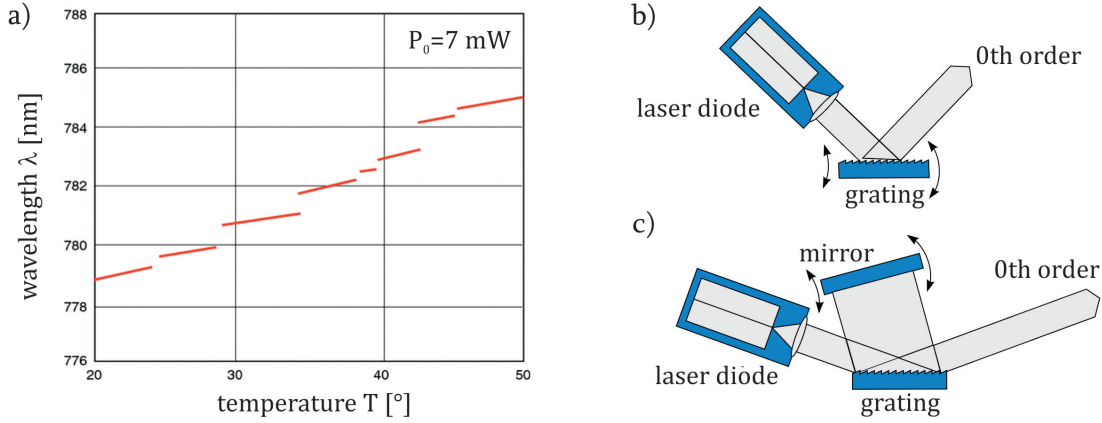 a)
788
786
784
782
780
778
776
wavelength λ [nm]
P₀=7 mW
20
30
40
50
temperature T [°]
b)
0th order
laser diode
grating
c)
mirror
0th order
laser diode
grating